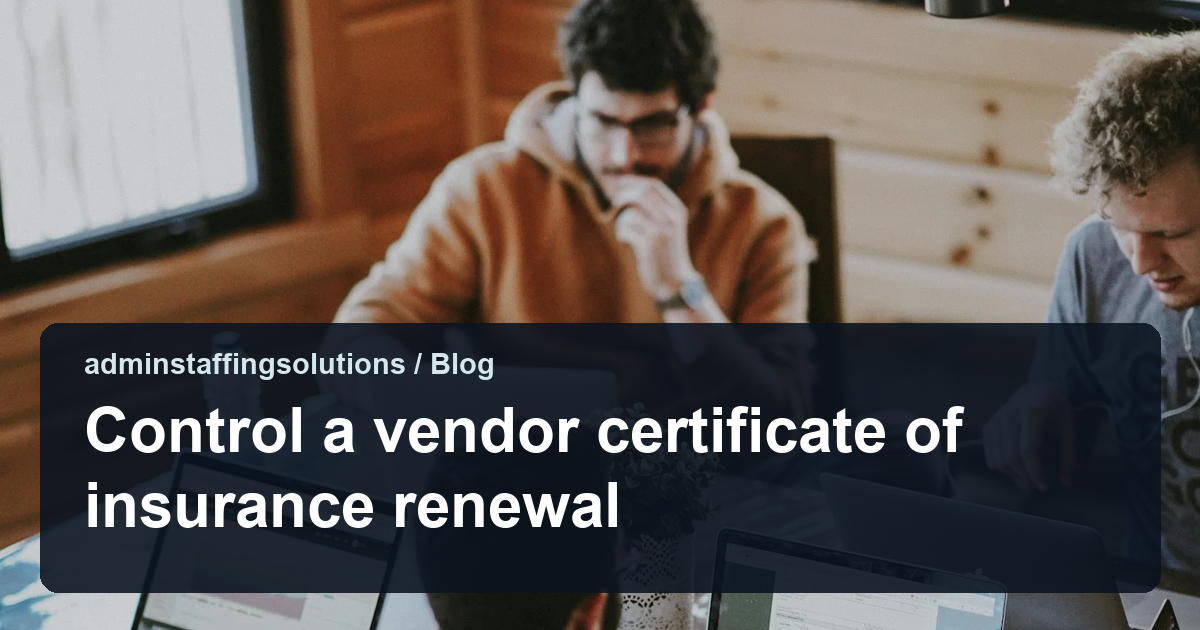 adminstaffingsolutions / Blog
Control a vendor certificate of
insurance renewal